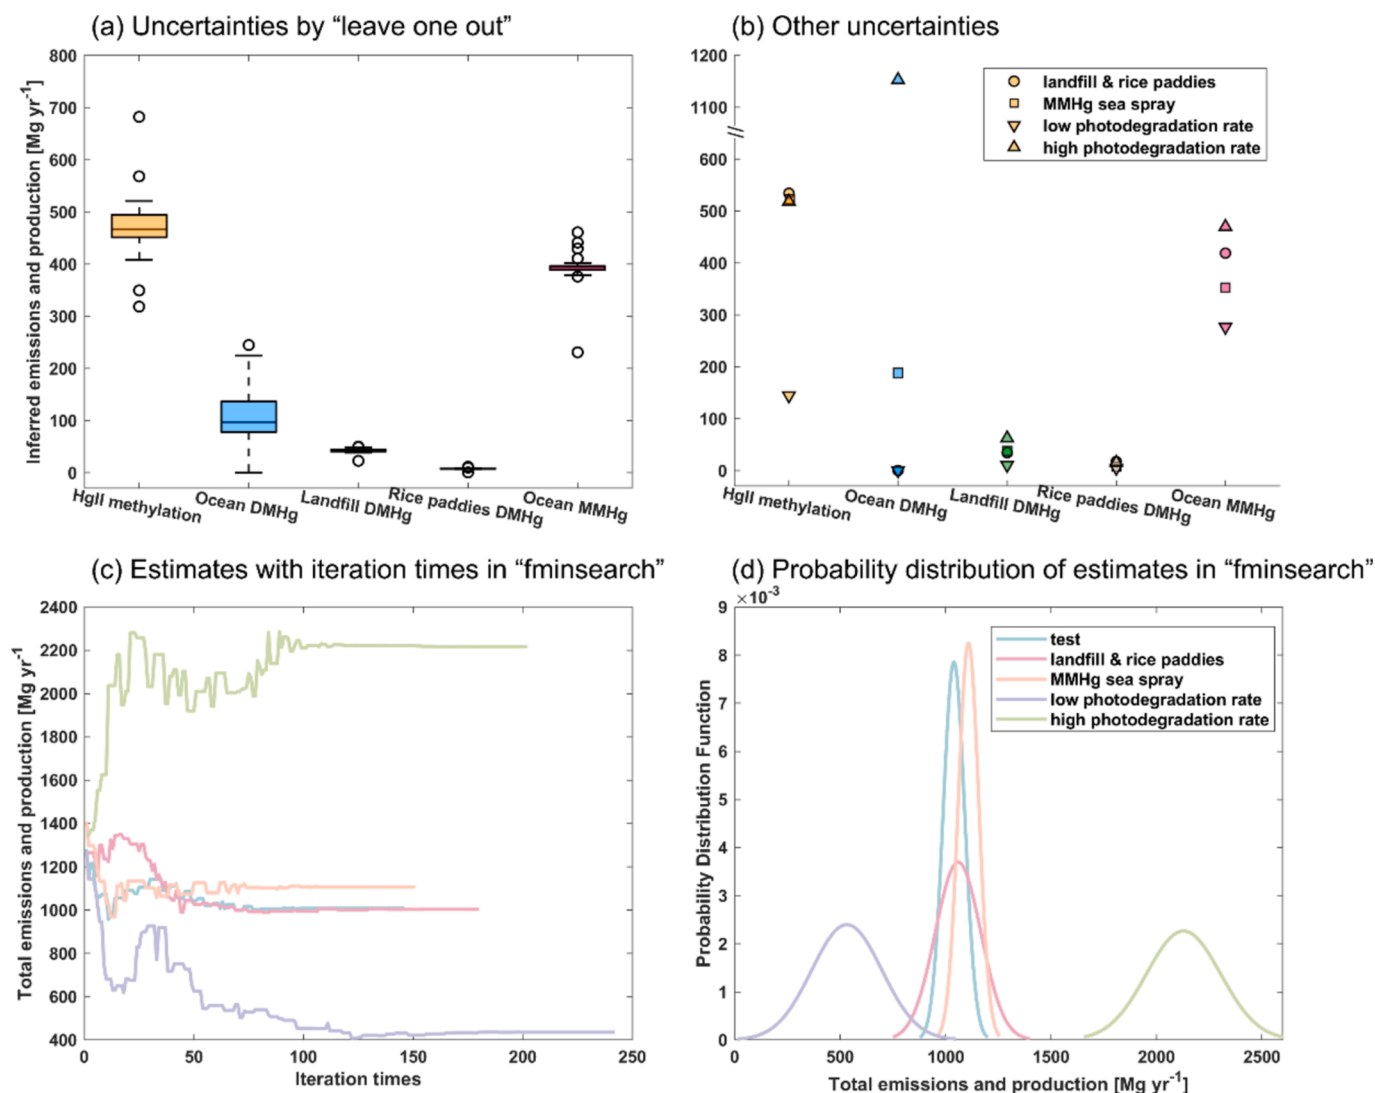 (a) Uncertainties by “leave one out”
Inferred emissions and production [Mg yr⁻¹]
800
700
600
500
400
300
200
100
0
HgII methylation
Ocean DMHg
Landfill DMHg
Rice paddies DMHg
Ocean MMHg
(b) Other uncertainties
1200
1100
600
500
400
300
200
100
0
landfill & rice paddies
MMHg sea spray
low photodegradation rate
high photodegradation rate
HgII methylation
Ocean DMHg
Landfill DMHg
Rice paddies DMHg
Ocean MMHg
(c) Estimates with iteration times in “fminsearch”
Total emissions and production [Mg yr⁻¹]
2400
2200
2000
1800
1600
1400
1200
1000
800
600
400
0 50 100 150 200 250
Iteration times
(d) Probability distribution of estimates in “fminsearch”
×10⁻³
Probability Distribution Function
9
8
7
6
5
4
3
2
1
0
test
landfill & rice paddies
MMHg sea spray
low photodegradation rate
high photodegradation rate
0 500 1000 1500 2000 2500
Total emissions and production [Mg yr⁻¹]